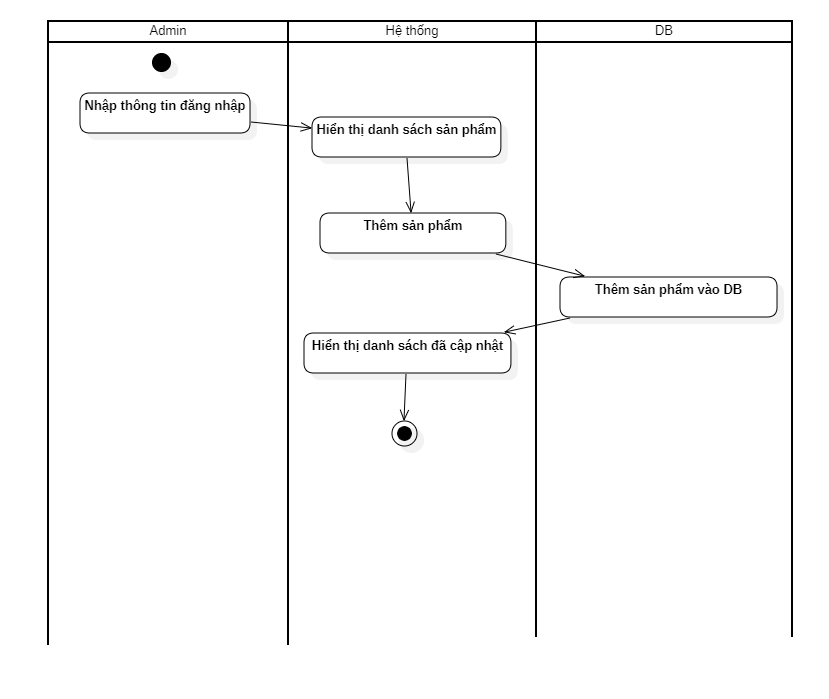 Admin
Hệ thống
DB
Nhập thông tin đăng nhập
Hiển thị danh sách sản phẩm
Thêm sản phẩm
Thêm sản phẩm vào DB
Hiển thị danh sách đã cập nhật